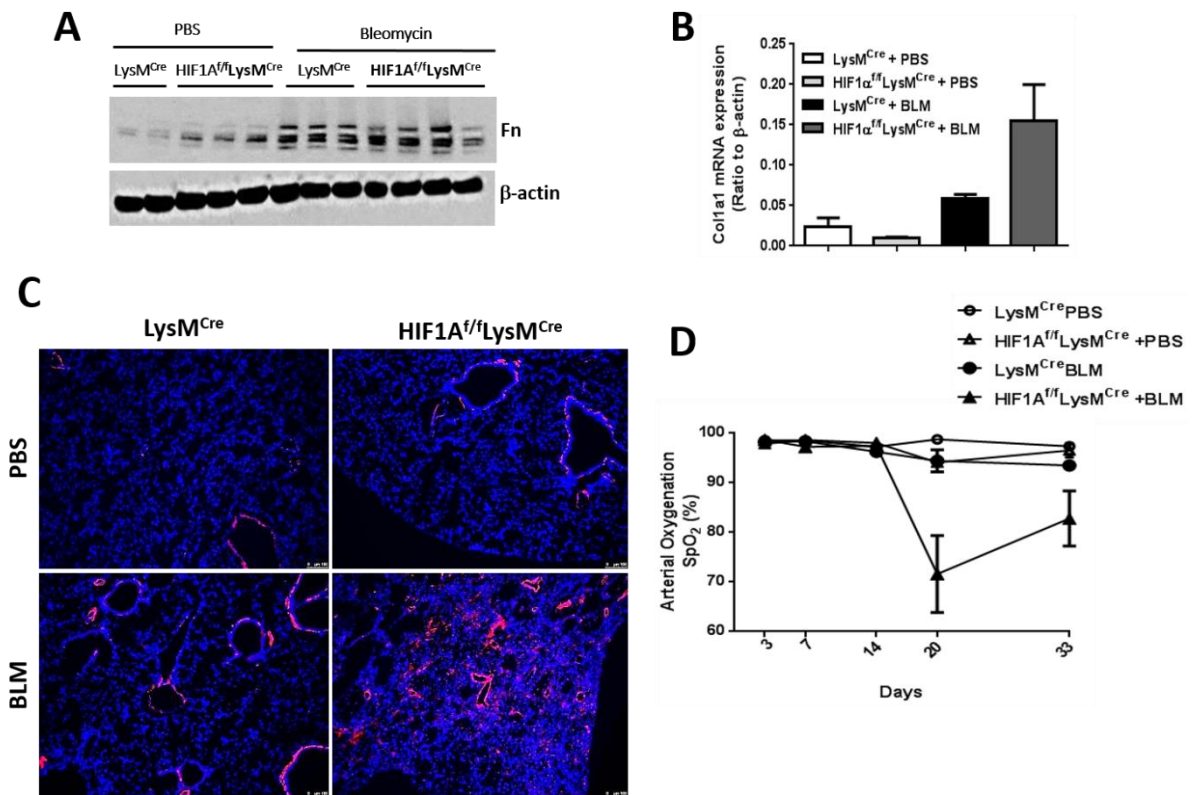 A
PBS
Bleomycin
LysMCre
HIF1Af/fLysMCre
LysMCre
HIF1Af/fLysMCre
Fn
β-actin
B
Col1a1 mRNA expression
(Ratio to β-actin)
0.25
0.20
0.15
0.10
0.05
0.00
LysMCre + PBS
HIF1αf/fLysMCre + PBS
LysMCre + BLM
HIF1αf/fLysMCre + BLM
C
LysMCre
HIF1Af/fLysMCre
PBS
BLM
D
LysMCrePBS
HIF1Af/fLysMCre +PBS
LysMCreBLM
HIF1Af/fLysMCre +BLM
Arterial Oxygenation
SpO2 (%)
100
90
80
70
60
3
7
14
20
33
Days